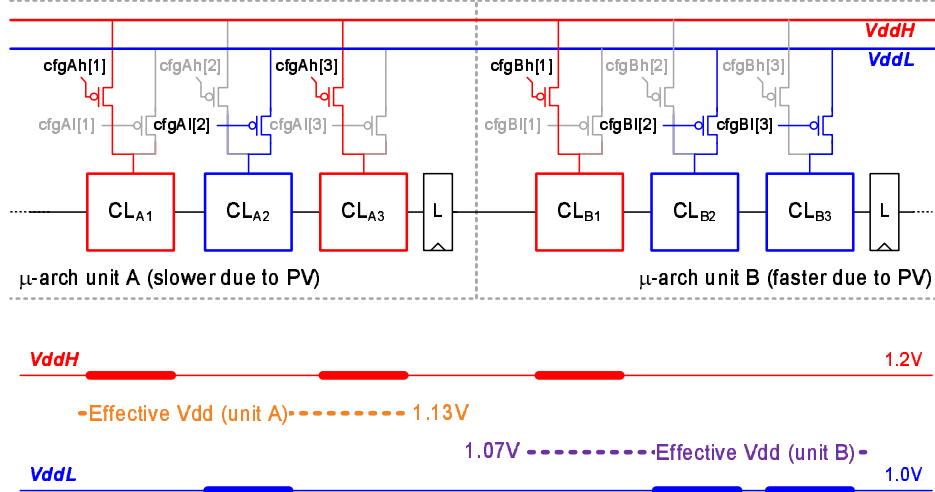 VddH
VddL
cfgAh[1] cfgAh[2] cfgAh[3] cfgBh[1] cfgBh[2] cfgBh[3]
cfgAl[1] cfgAl[2] cfgAl[3] cfgBl[1] cfgBl[2] cfgBl[3]
CLA1 CLA2 CLA3 L CLB1 CLB2 CLB3 L
μ-arch unit A (slower due to PV) μ-arch unit B (faster due to PV)
VddH 1.2V
Effective Vdd (unit A) 1.13V
1.07V Effective Vdd (unit B)
VddL 1.0V